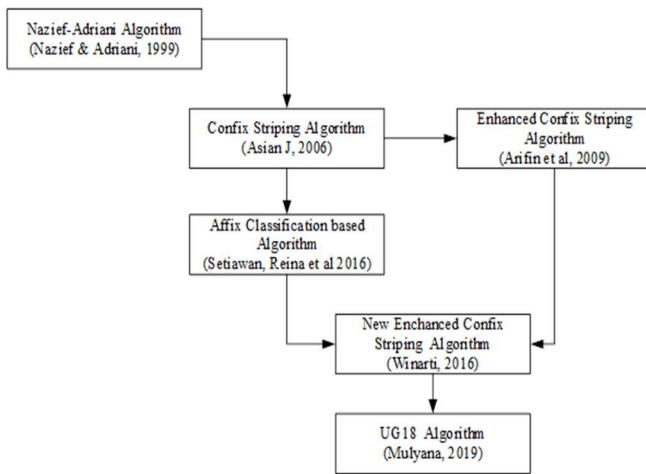 Nazief-Adriani Algorithm
(Nazief & Adriani, 1999)
Confix Striping Algorithm
(Asian J, 2006)
Enhanced Confix Striping
Algorithm
(Arifin et al, 2009)
Affix Classification based
Algorithm
(Setiawan, Reina et al 2016)
New Enchanced Confix
Striping Algorithm
(Winarti, 2016)
UG18 Algorithm
(Mulyana, 2019)